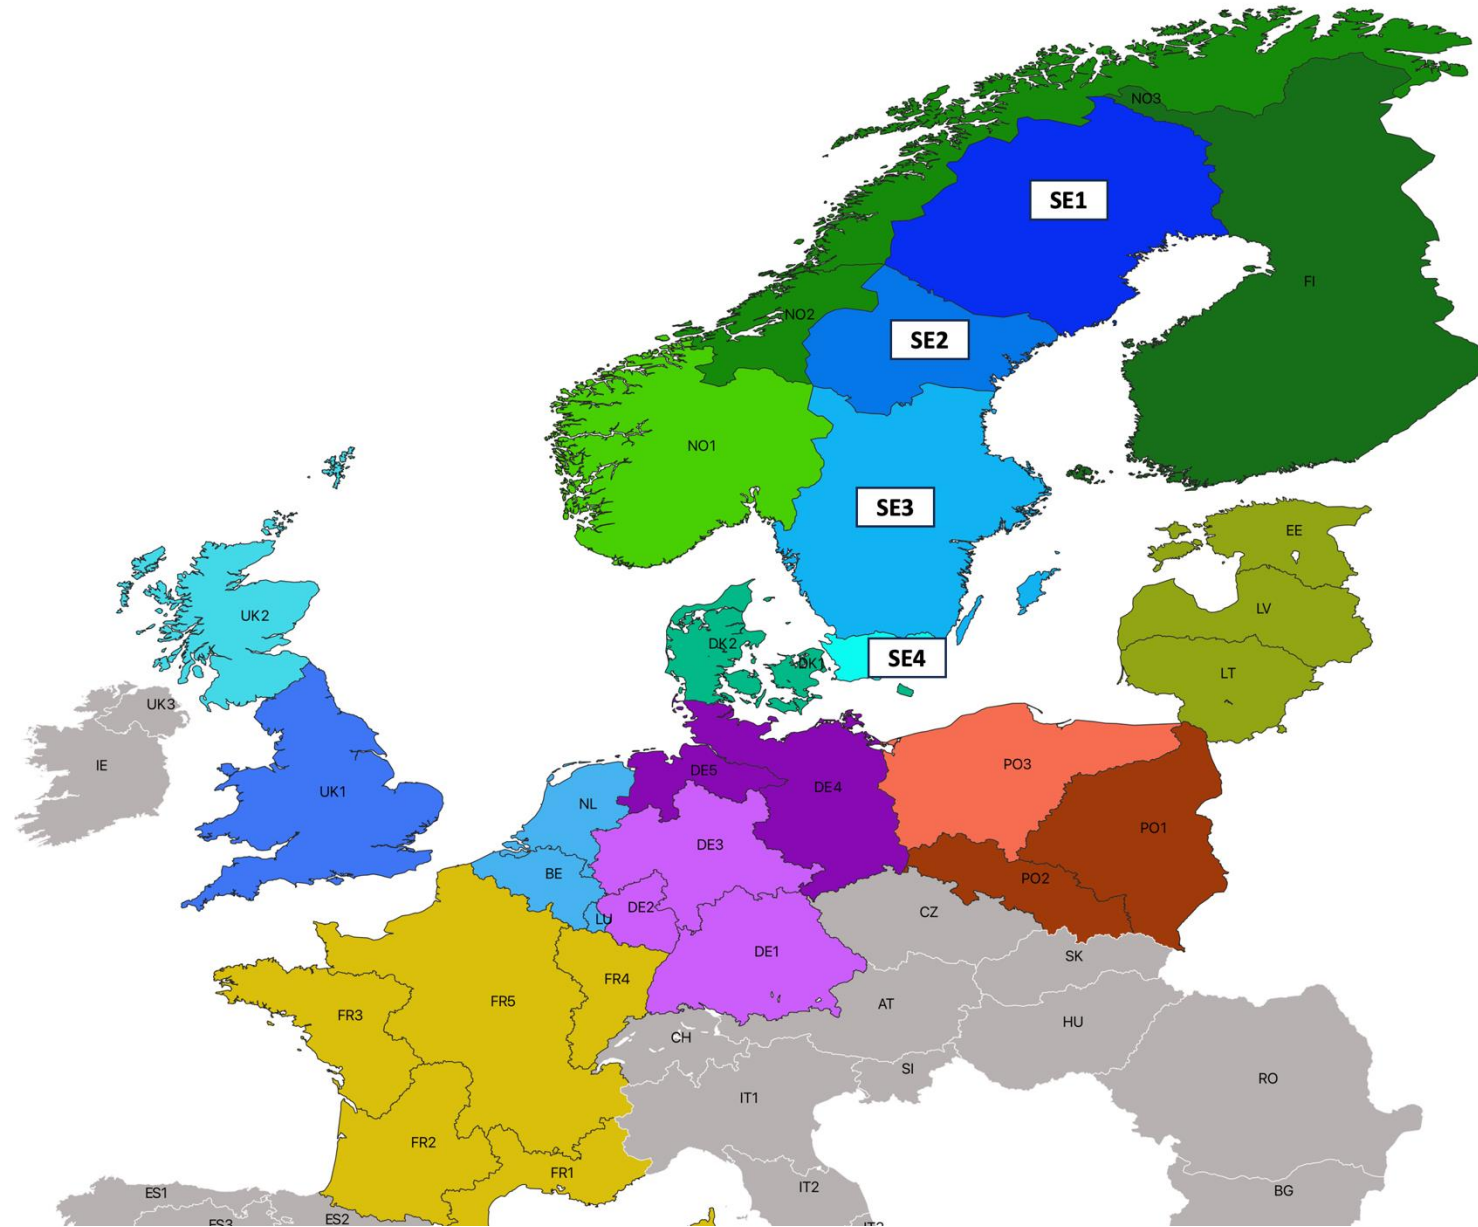 NO3
SE1
FI
NO2
SE2
NO1
SE3
EE
UK2
LV
DK2
DK1
SE4
LT
UK3
IE
PO3
DE5
DE4
UK1
NL
PO1
DE3
BE
PO2
DE2
LU
CZ
DE1
SK
FR4
FR5
AT
FR3
HU
CH
SI
RO
IT1
FR2
FR1
IT2
BG
ES1
ES2
ES3
IT3